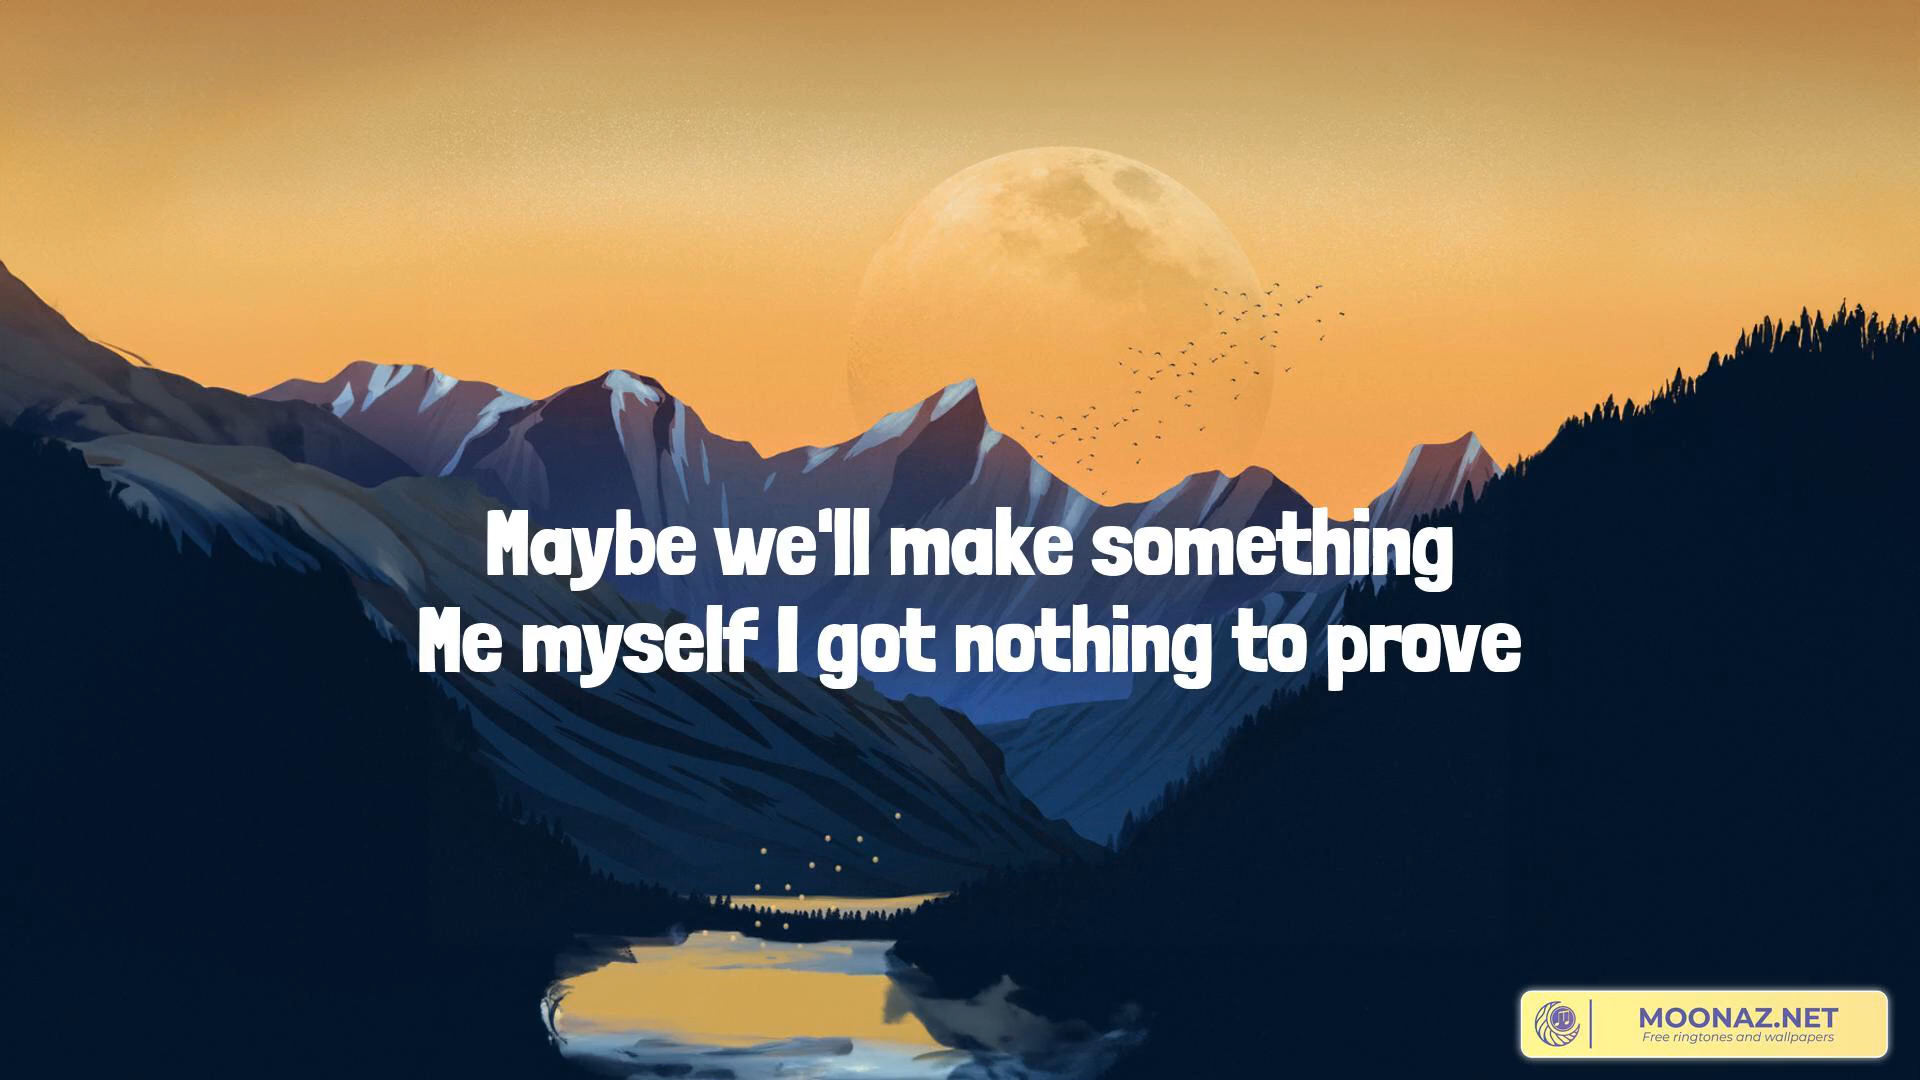 Maybe we'll make something
Me myself I got nothing to prove
MOONAZ.NET
Free ringtones and wallpapers